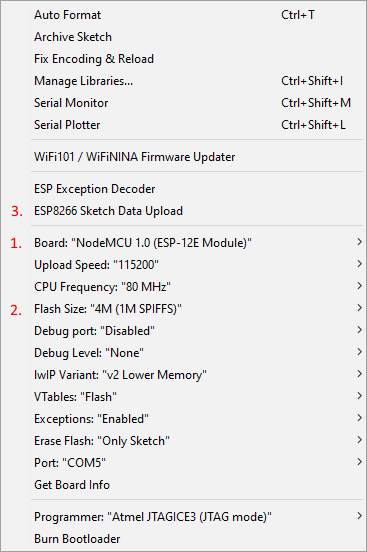 Auto Format Ctrl+T
Archive Sketch
Fix Encoding & Reload
Manage Libraries... Ctrl+Shift+I
Serial Monitor Ctrl+Shift+M
Serial Plotter Ctrl+Shift+L
WiFi101 / WiFiNINA Firmware Updater
ESP Exception Decoder
3. ESP8266 Sketch Data Upload
1. Board: "NodeMCU 1.0 (ESP-12E Module)"
Upload Speed: "115200"
CPU Frequency: "80 MHz"
2. Flash Size: "4M (1M SPIFFS)"
Debug port: "Disabled"
Debug Level: "None"
lwIP Variant: "v2 Lower Memory"
VTables: "Flash"
Exceptions: "Enabled"
Erase Flash: "Only Sketch"
Port: "COM5"
Get Board Info
Programmer: "Atmel JTAGICE3 (JTAG mode)"
Burn Bootloader